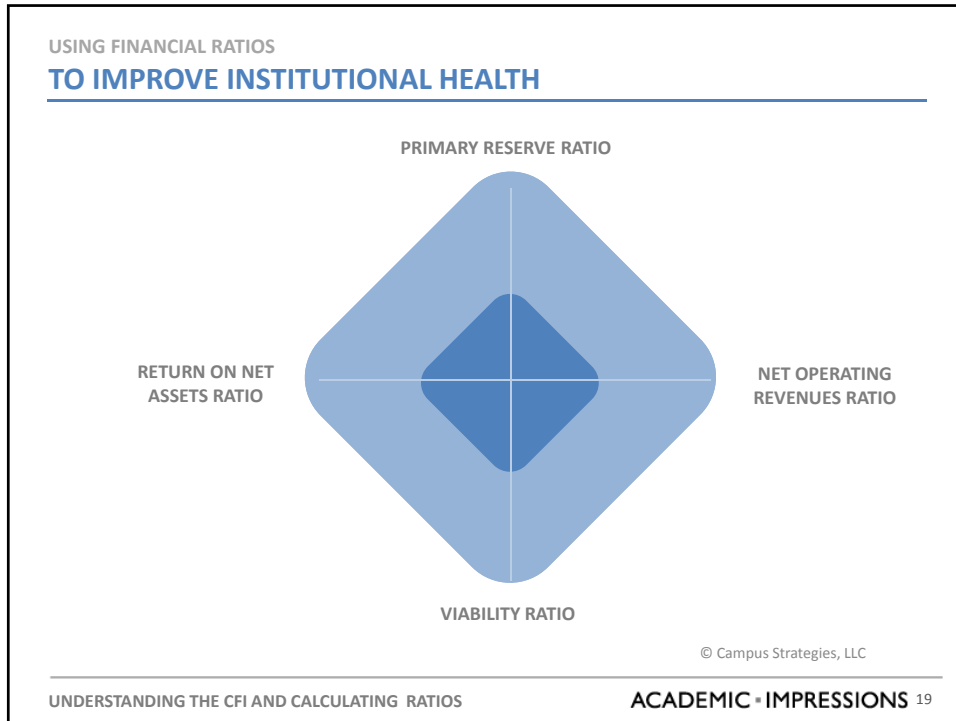 USING FINANCIAL RATIOS
TO IMPROVE INSTITUTIONAL HEALTH
PRIMARY RESERVE RATIO
RETURN ON NET
ASSETS RATIO
NET OPERATING
REVENUES RATIO
VIABILITY RATIO
© Campus Strategies, LLC
UNDERSTANDING THE CFI AND CALCULATING RATIOS
ACADEMIC ▪ IMPRESSIONS 19